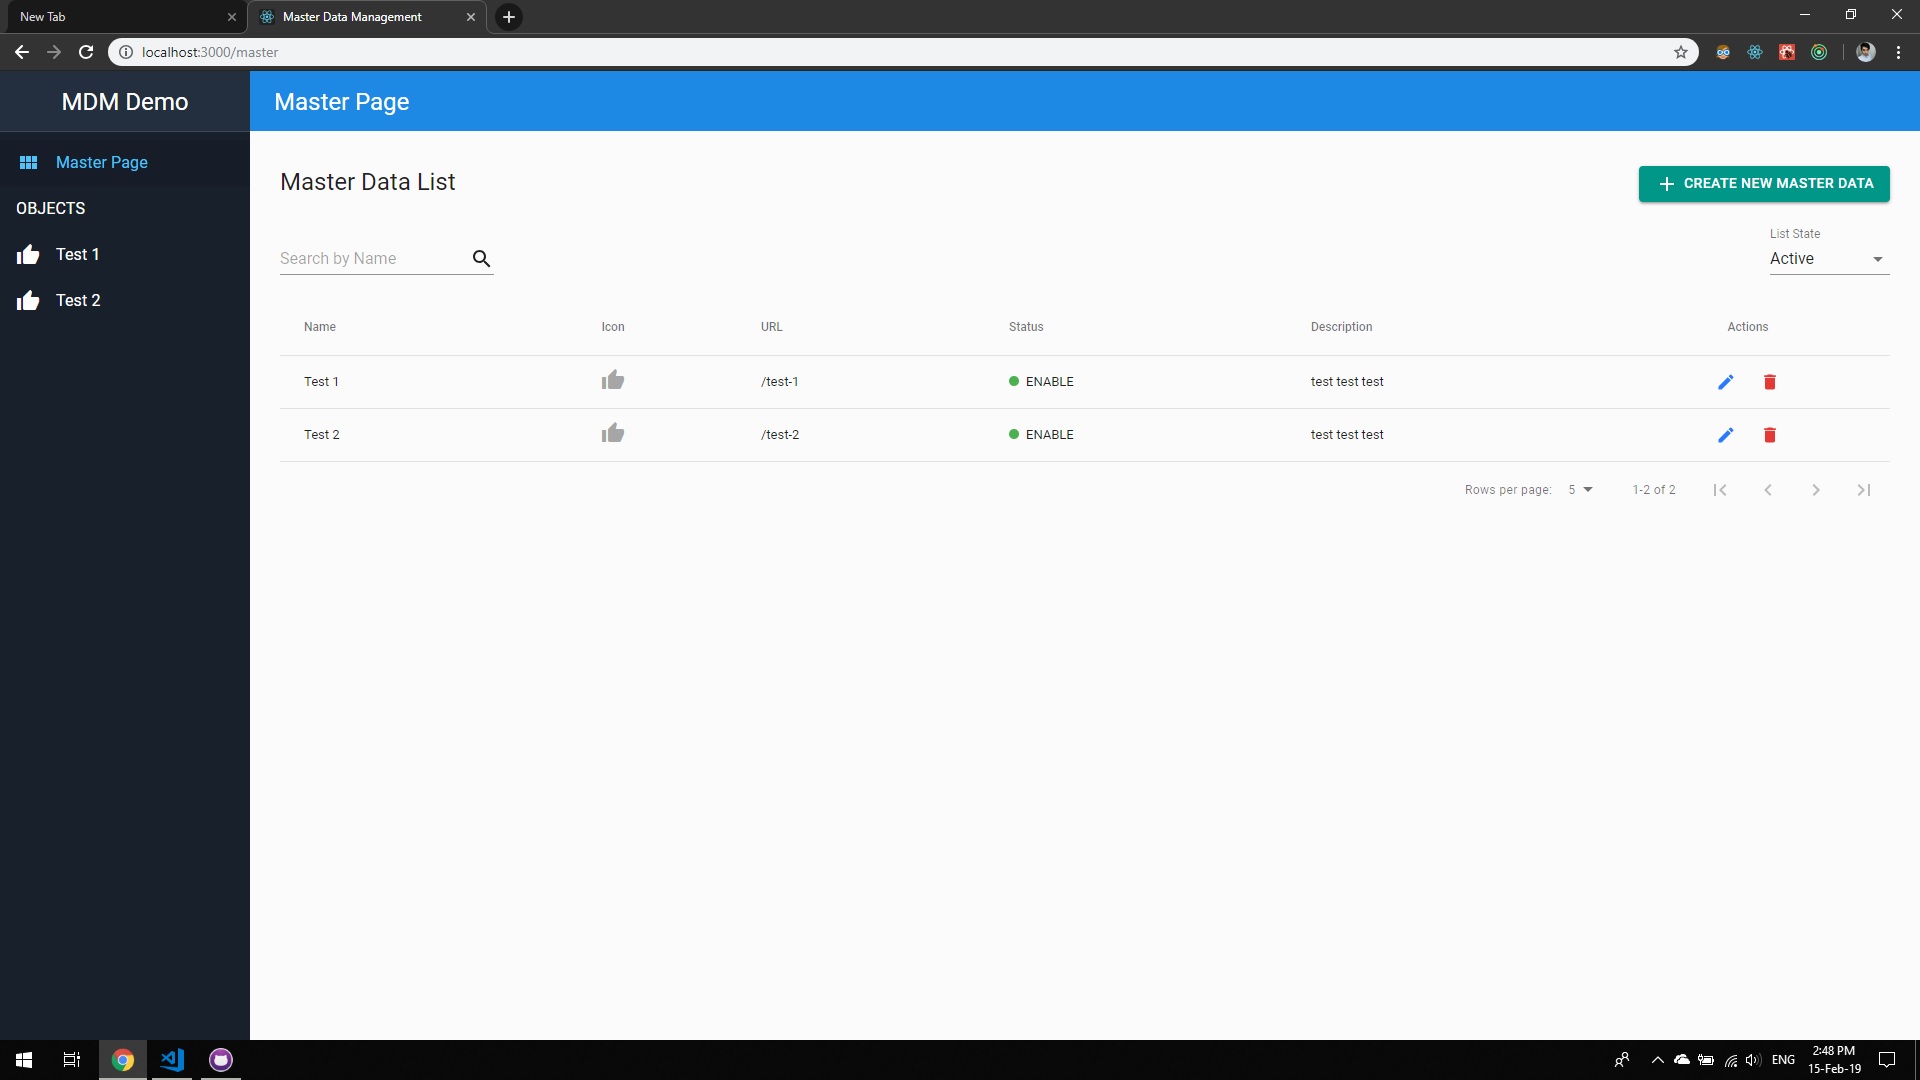 New Tab
Master Data Management
localhost:3000/master
MDM Demo
Master Page
Master Page
OBJECTS
Test 1
Test 2
Master Data List
CREATE NEW MASTER DATA
Search by Name
List State
Active
Name Icon URL Status Description Actions
Test 1 /test-1 ENABLE test test test
Test 2 /test-2 ENABLE test test test
Rows per page: 5 1-2 of 2
ENG
2:48 PM
15-Feb-19